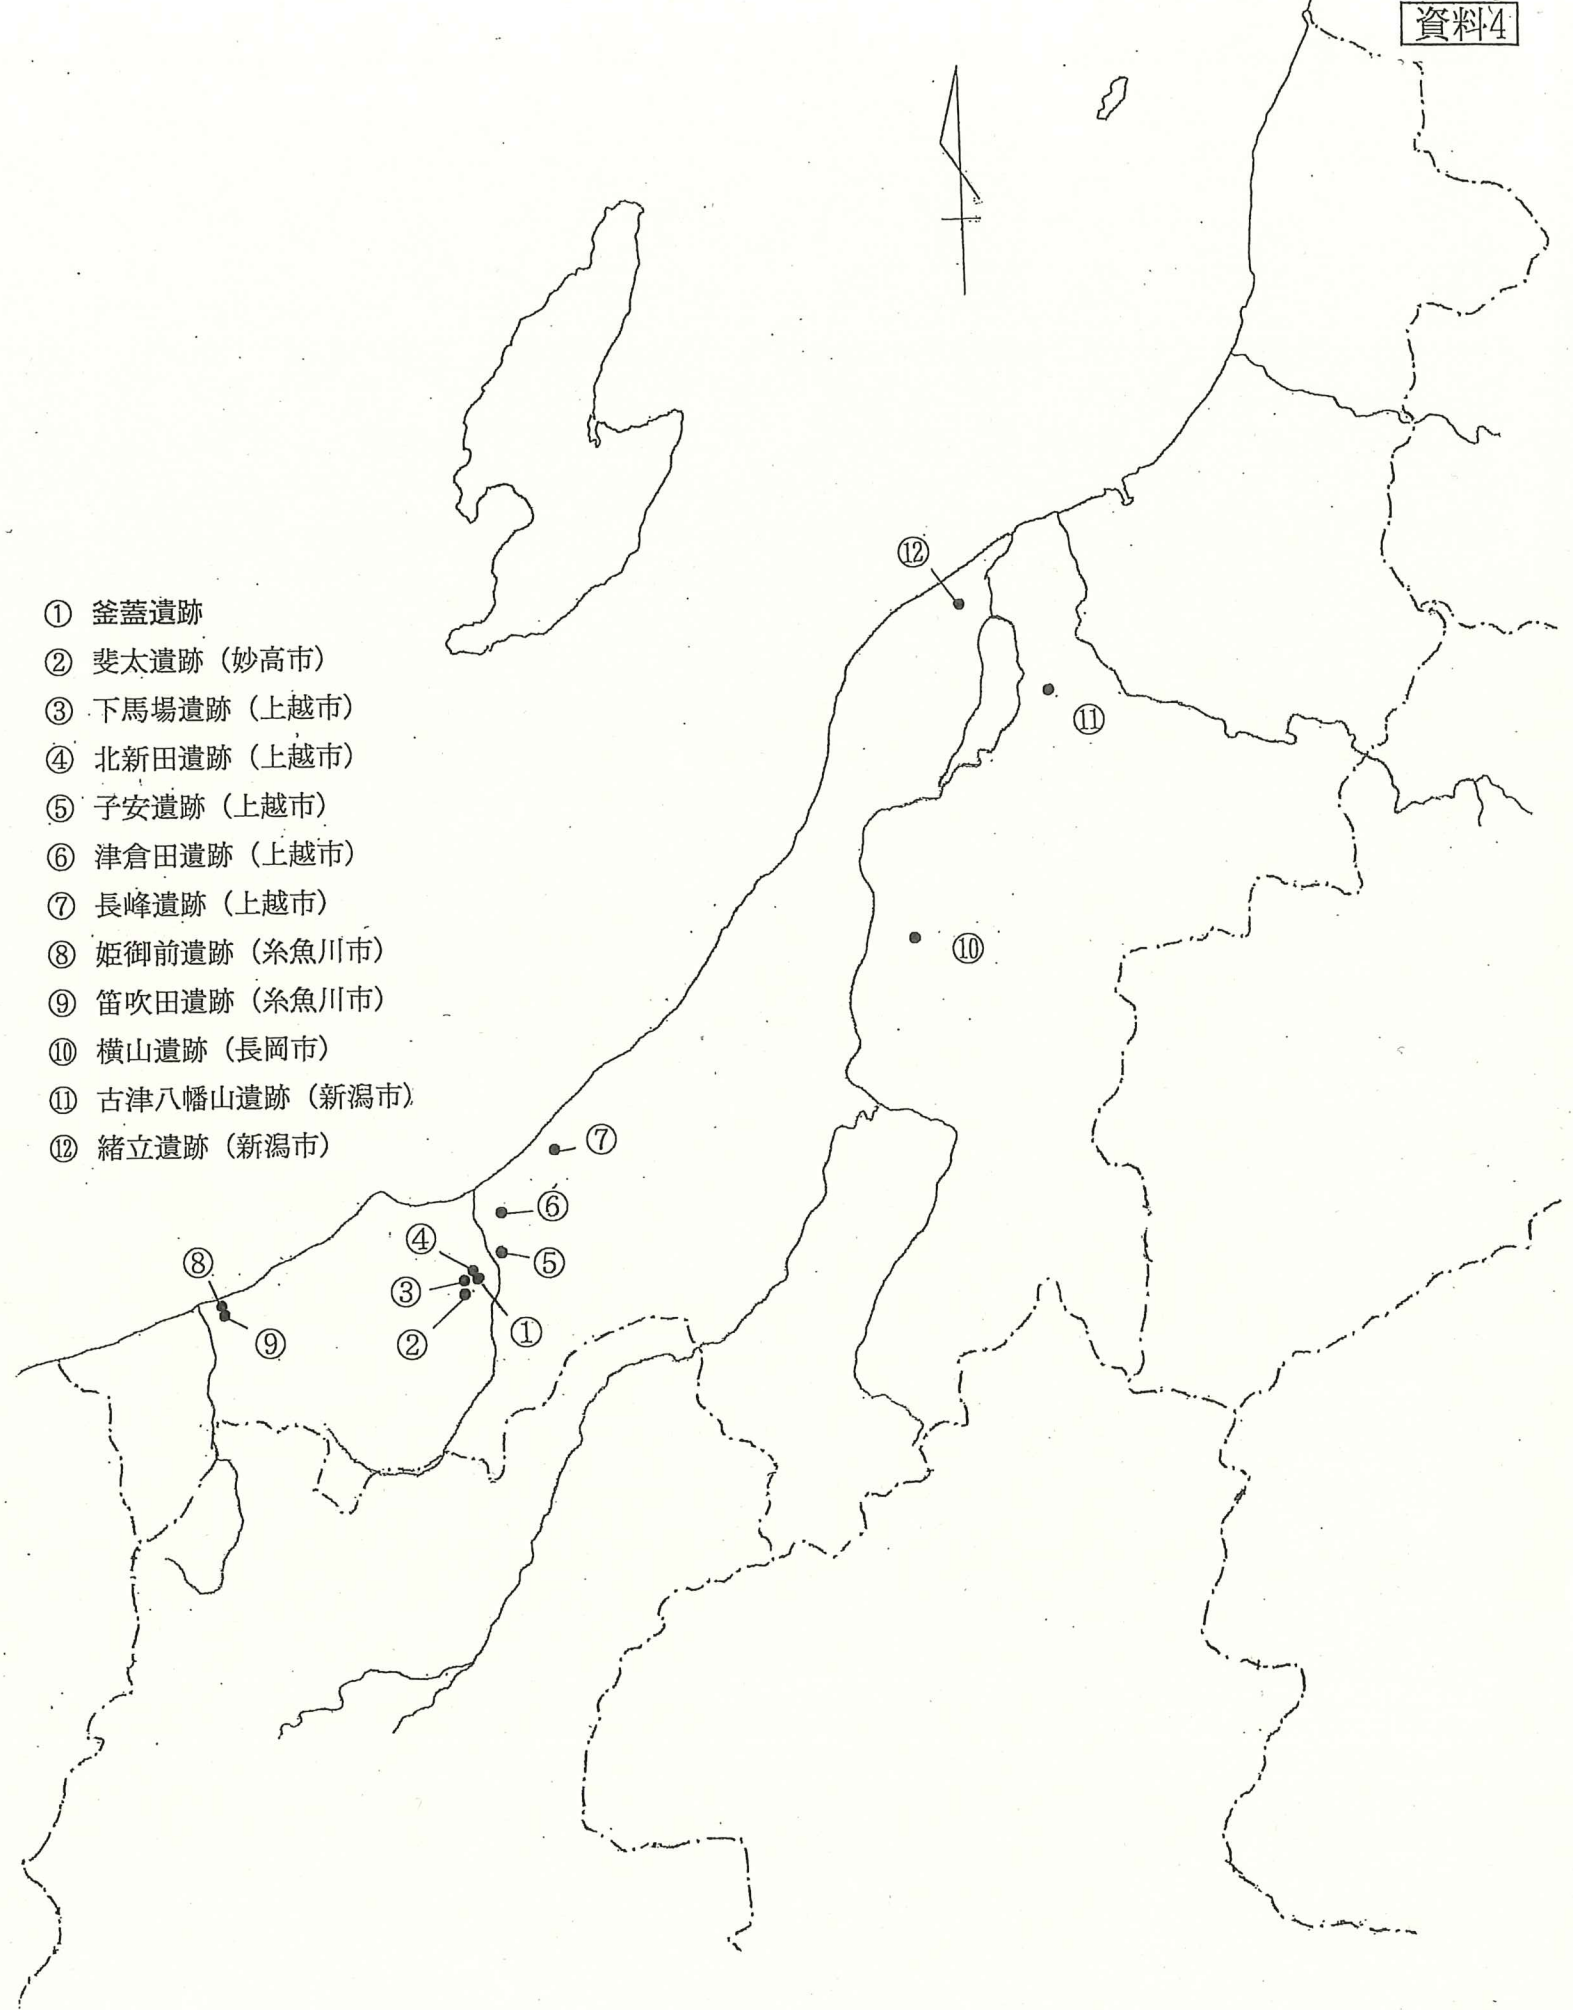 資料4
① 釜蓋遺跡
② 斐太遺跡（妙高市）
③ 下馬場遺跡（上越市）
④ 北新田遺跡（上越市）
⑤ 子安遺跡（上越市）
⑥ 津倉田遺跡（上越市）
⑦ 長峰遺跡（上越市）
⑧ 姫御前遺跡（糸魚川市）
⑨ 笛吹田遺跡（糸魚川市）
⑩ 横山遺跡（長岡市）
⑪ 古津八幡山遺跡（新潟市）
⑫ 緒立遺跡（新潟市）
⑫
⑪
⑩
⑦
⑥
④
⑤
⑧
③
①
⑨
②